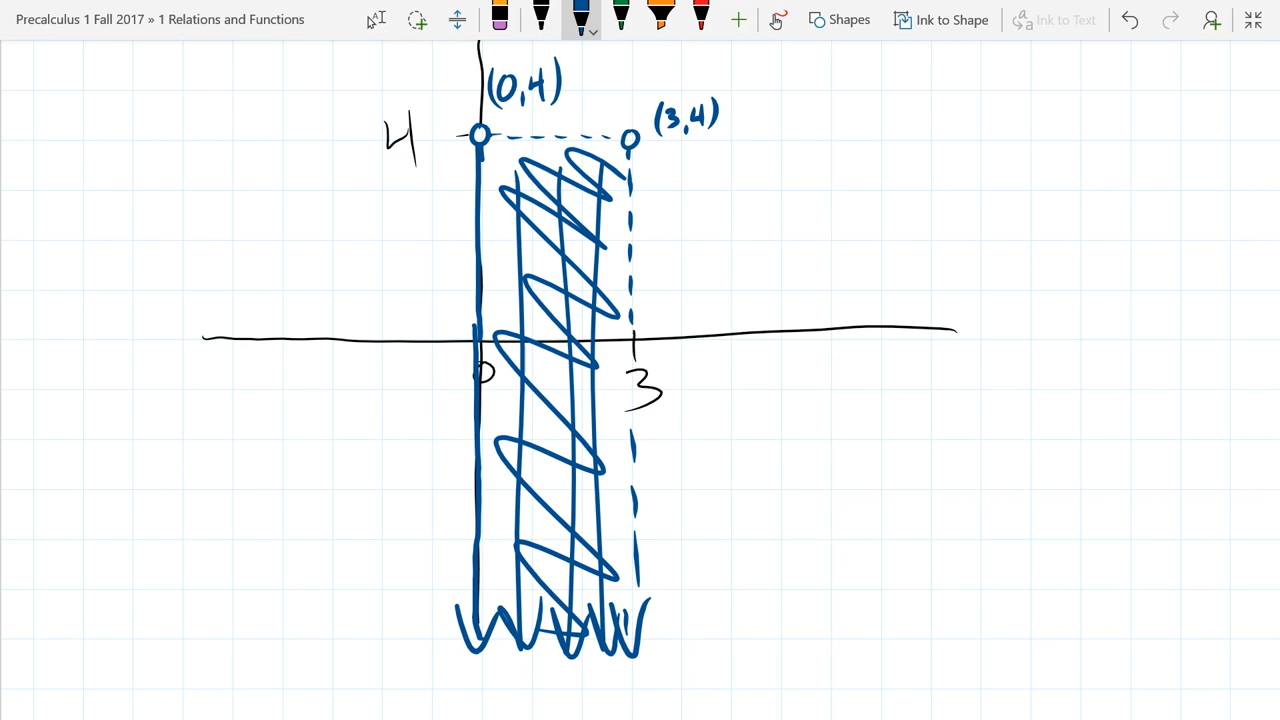 Precalculus 1 Fall 2017 » 1 Relations and Functions
Shapes
Ink to Shape
Ink to Text
(0,4)
(3,4)
4
0
3